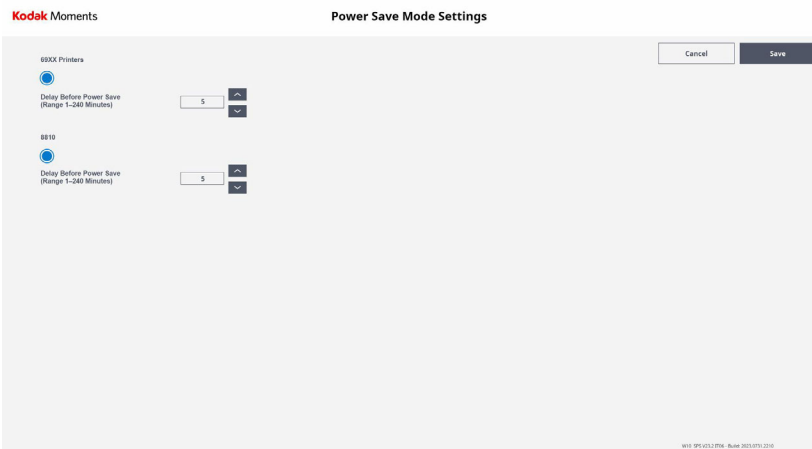 Kodak Moments
Power Save Mode Settings
Cancel
Save
69XX Printers
Delay Before Power Save
(Range 1–240 Minutes)
5
8810
Delay Before Power Save
(Range 1–240 Minutes)
5